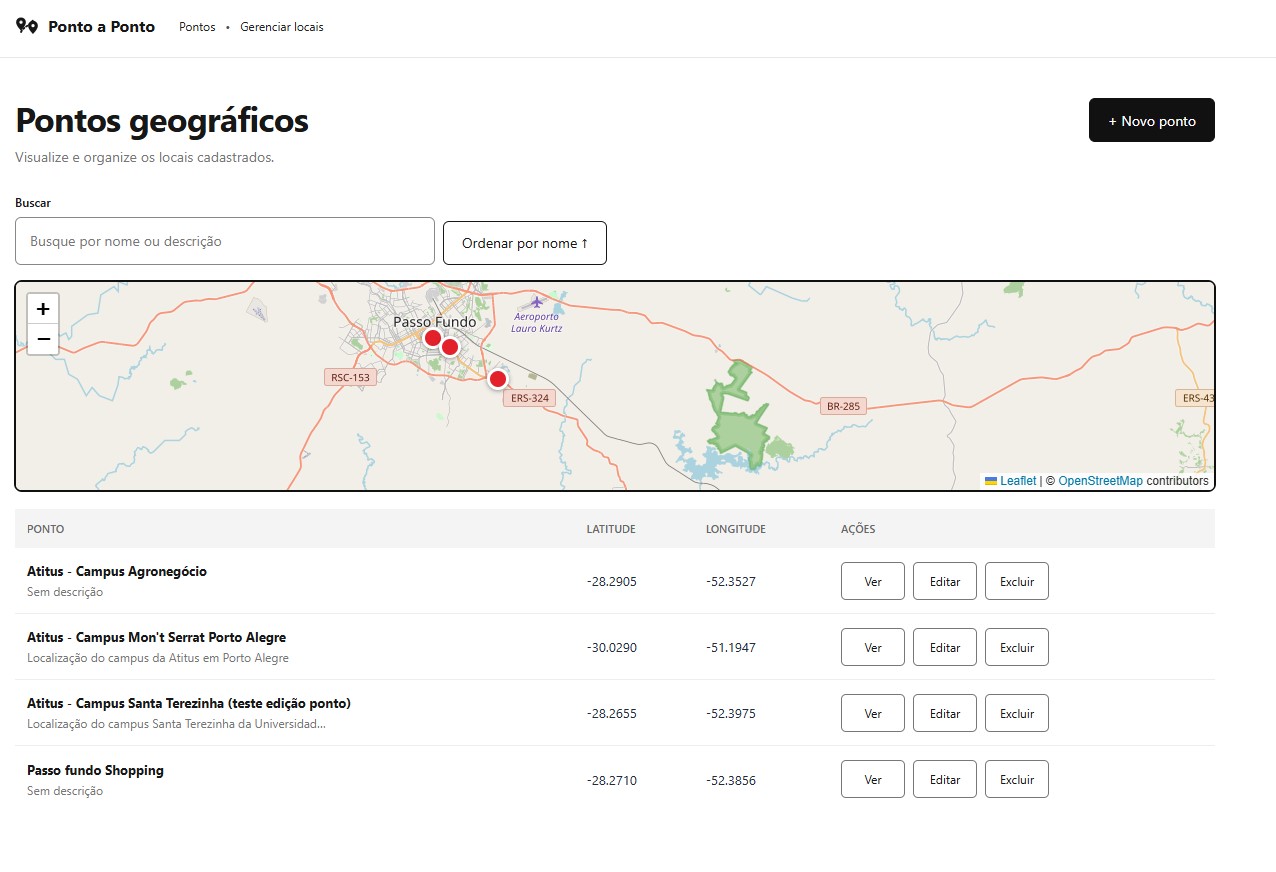 Ponto a Ponto Pontos • Gerenciar locais
Pontos geográficos
+ Novo ponto
Visualize e organize os locais cadastrados.
Buscar
Busque por nome ou descrição
Ordenar por nome ↑
+
−
Passo Fundo
Aeroporto
Lauro Kurtz
RSC-153
ERS-324
BR-285
ERS-43
Leaflet | © OpenStreetMap contributors
PONTO LATITUDE LONGITUDE AÇÕES
Atitus - Campus Agronegócio
Sem descrição
-28.2905 -52.3527 Ver Editar Excluir
Atitus - Campus Mon't Serrat Porto Alegre
Localização do campus da Atitus em Porto Alegre
-30.0290 -51.1947 Ver Editar Excluir
Atitus - Campus Santa Terezinha (teste edição ponto)
Localização do campus Santa Terezinha da Universidad...
-28.2655 -52.3975 Ver Editar Excluir
Passo fundo Shopping
Sem descrição
-28.2710 -52.3856 Ver Editar Excluir